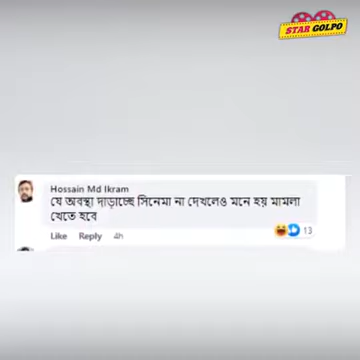 STAR GOLPO
Hossain Md Ikram
যে অবস্থা দাড়াচ্ছে সিনেমা না দেখলেও মনে হয় মামলা
খেতে হবে
Like Reply 4h
13